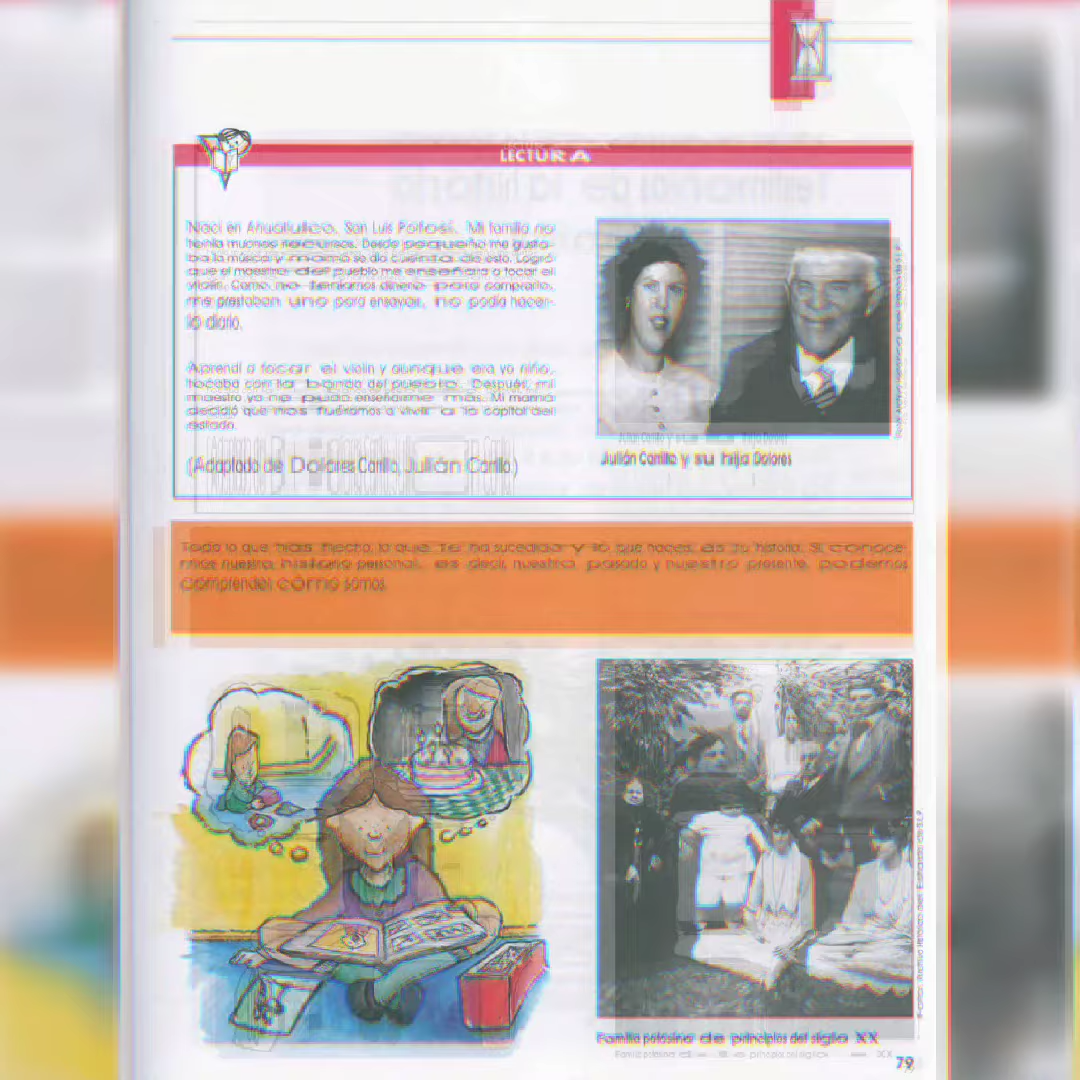 LECTURA
Nací en Ahualulco, San Luis Potosí. Mi familia no
tenía muchos recursos. Desde pequeño me gusta-
ba la música y mamá se dio cuenta de esto. Logró
que el maestro del pueblo me enseñara a tocar el
violín. Como no teníamos dinero para comprarlo,
me prestaban uno para ensayar, no podía hacer-
lo diario.
Aprendí a tocar el violín y aunque era yo niño,
tocaba con la banda del pueblo. Después, mi
maestro ya no pudo enseñarme más. Mi mamá
decidió que nos fuéramos a vivir a la capital del
estado.
(Adaptado de Dolores Carrillo, Julián Carrillo)
Julián Carrillo y su hija Dolores
Todo lo que has hecho, lo que te ha sucedido y lo que haces, es tu historia. Si conoce-
mos nuestra historia personal, es decir, nuestro pasado y nuestro presente, podemos
comprender cómo somos.
Familia potosina de principios del siglo XX
79